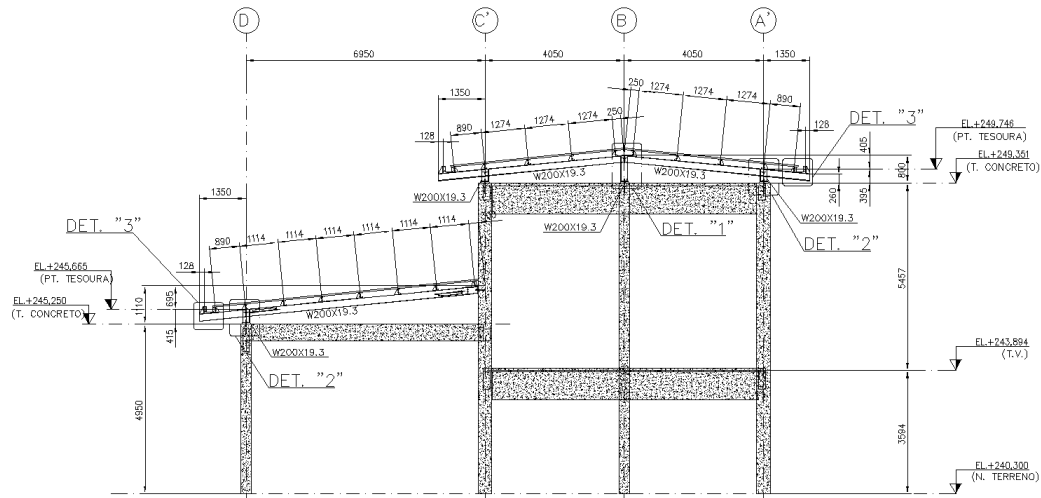 D
C'
B
A'
6950
4050
4050
1350
1350
250
1274
1274
1274
890
128
DET. "3"
128
890
1274
1274
1274
250
EL.+249,746
(PT. TESOURA)
EL.+249,351
(T. CONCRETO)
405
800
260
395
W200X19.3
W200X19.3
W200X19.3
W200X19.3
W200X19.3
DET. "1"
DET. "2"
1350
DET. "3"
890
1114
1114
1114
1114
1114
1114
128
EL.+245,665
(PT. TESOURA)
EL.+245,250
(T. CONCRETO)
1110
695
415
W200X19.3
W200X19.3
DET. "2"
5457
EL.+243,894
(T.V.)
4950
3594
EL.+240,300
(N. TERRENO)